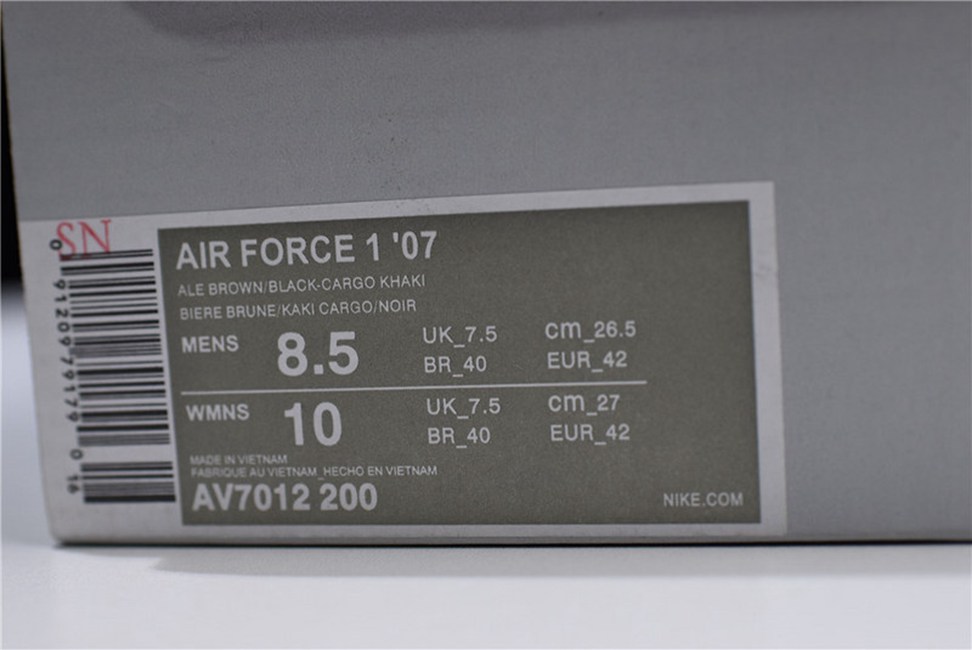 SN
0 91209 79179 0
16
AIR FORCE 1 '07
ALE BROWN/BLACK-CARGO KHAKI
BIERE BRUNE/KAKI CARGO/NOIR
MENS 8.5 UK_7.5 cm_26.5
BR_40 EUR_42
WMNS 10 UK_7.5 cm_27
BR_40 EUR_42
MADE IN VIETNAM
FABRIQUE AU VIETNAM_HECHO EN VIETNAM
AV7012 200 NIKE.COM